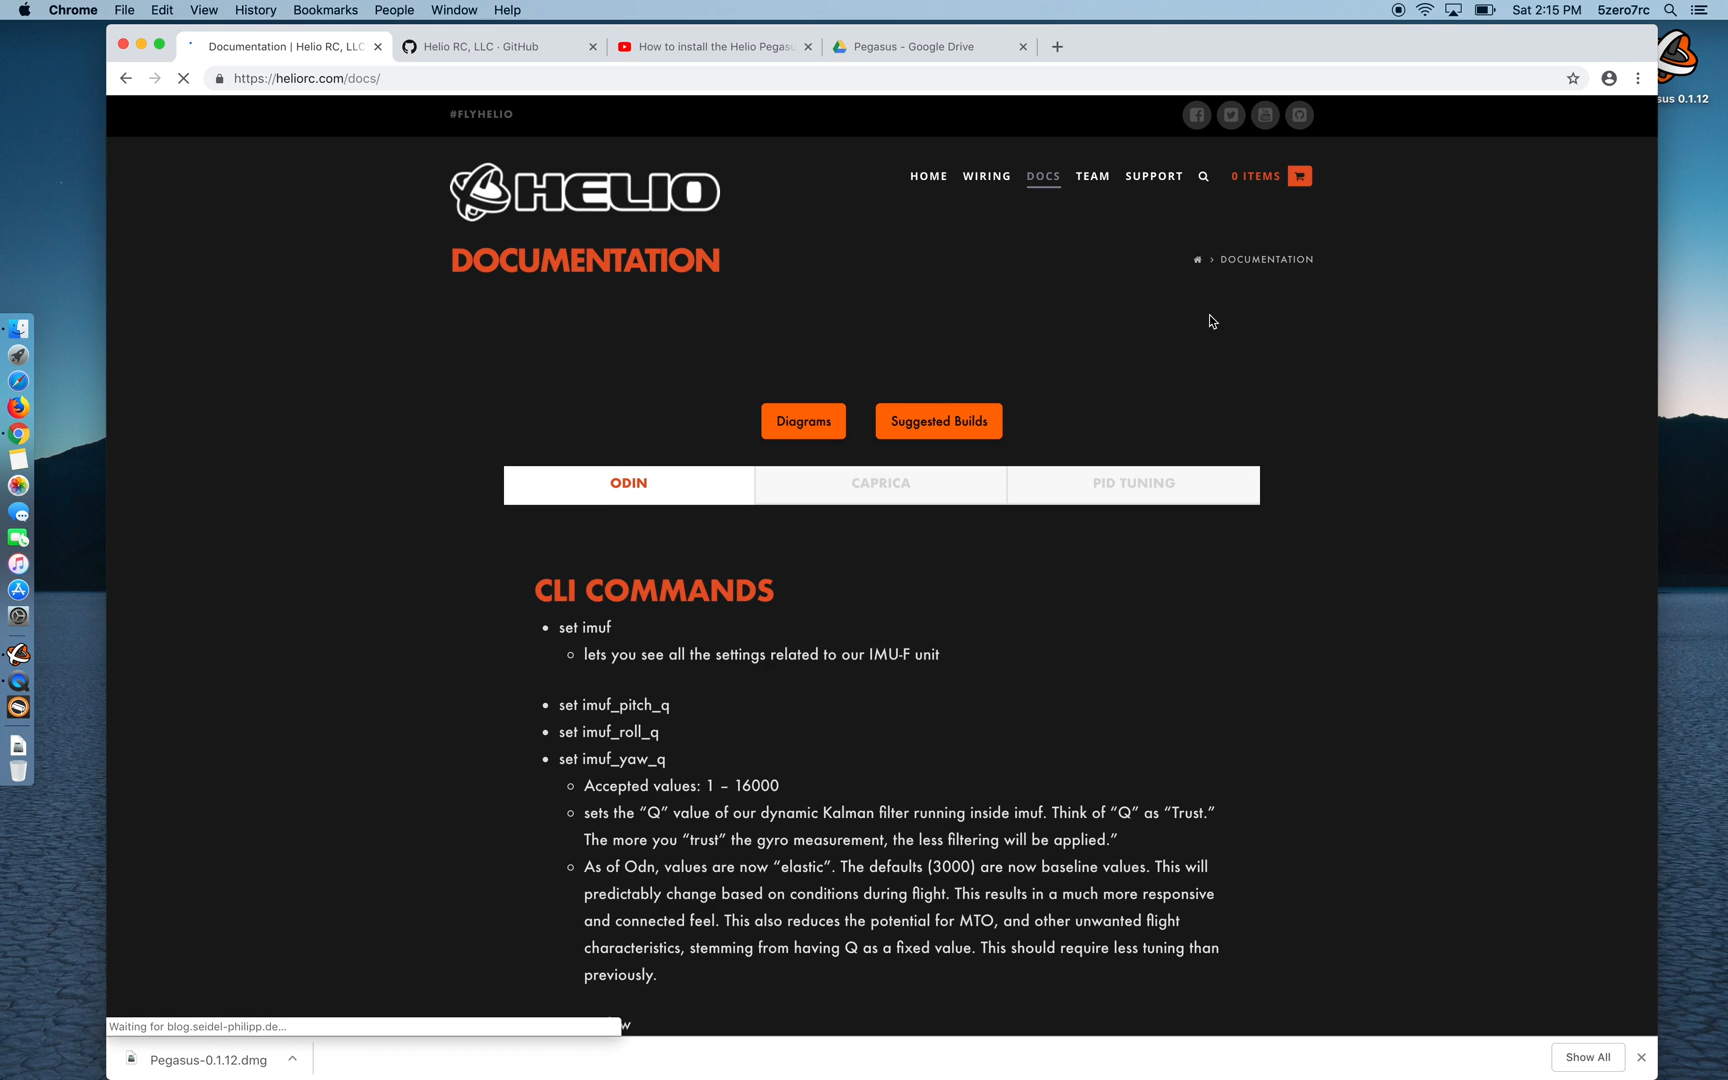 Chrome File Edit View History Bookmarks People Window Help Sat 2:15 PM 5zero7rc
Documentation | Helio RC, LLC
Helio RC, LLC · GitHub
How to install the Helio Pegasu
Pegasus - Google Drive
https://heliorc.com/docs/
sus 0.1.12
#FLYHELIO
HELIO
HOME WIRING DOCS TEAM SUPPORT 0 ITEMS
DOCUMENTATION
> DOCUMENTATION
Diagrams Suggested Builds
ODIN CAPRICA PID TUNING
CLI COMMANDS
• set imuf
lets you see all the settings related to our IMU-F unit
• set imuf_pitch_q
• set imuf_roll_q
• set imuf_yaw_q
Accepted values: 1 – 16000
sets the “Q” value of our dynamic Kalman filter running inside imuf. Think of “Q” as “Trust.”
The more you “trust” the gyro measurement, the less filtering will be applied.”
As of Odn, values are now “elastic”. The defaults (3000) are now baseline values. This will
predictably change based on conditions during flight. This results in a much more responsive
and connected feel. This also reduces the potential for MTO, and other unwanted flight
characteristics, stemming from having Q as a fixed value. This should require less tuning than
previously.
w
Waiting for blog.seidel-philipp.de...
Pegasus-0.1.12.dmg
Show All